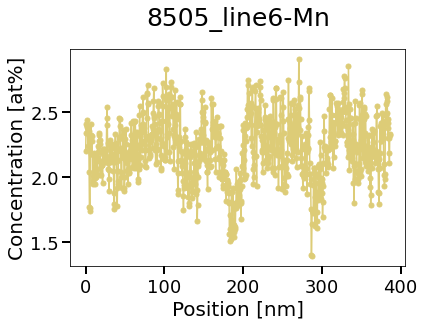 8505_line6-Mn
Concentration [at%]
2.5
2.0
1.5
0 100 200 300 400
Position [nm]